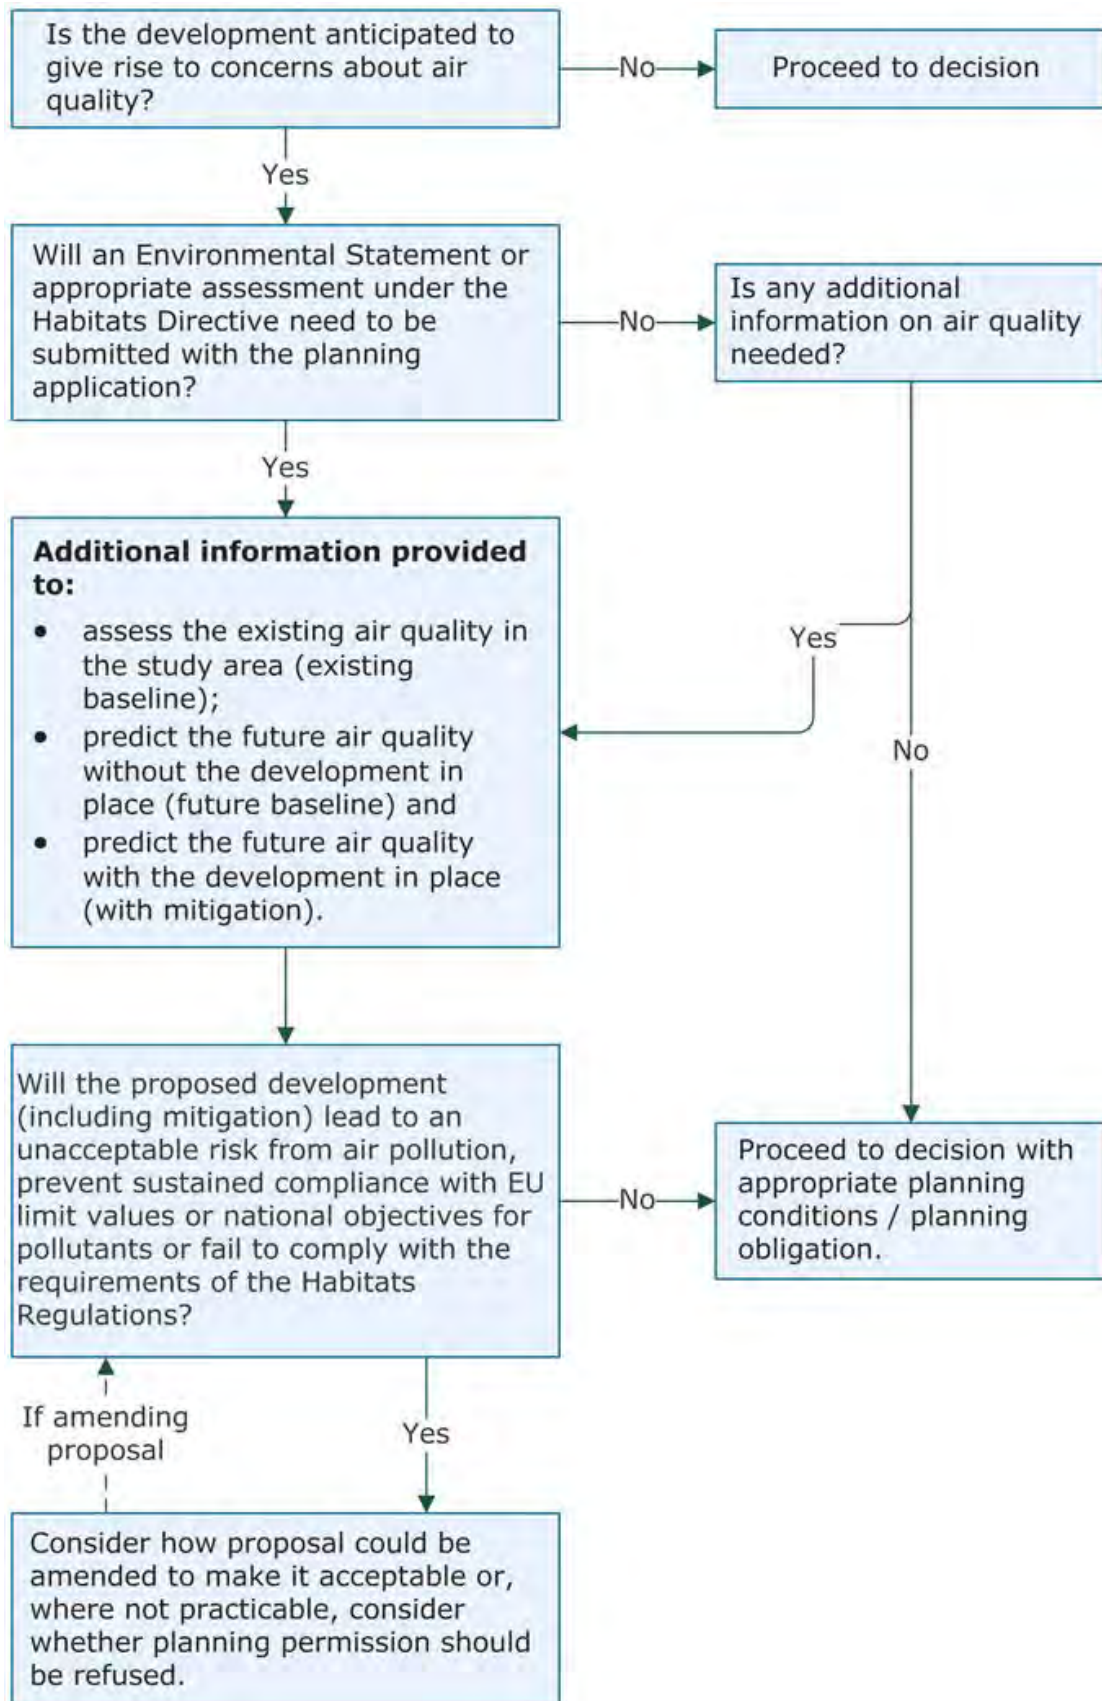 Is the development anticipated to
give rise to concerns about air
quality?
No
Proceed to decision
Yes
Will an Environmental Statement or
appropriate assessment under the
Habitats Directive need to be
submitted with the planning
application?
No
Is any additional
information on air quality
needed?
Yes
Additional information provided
to:
• assess the existing air quality in
the study area (existing
baseline);
• predict the future air quality
without the development in
place (future baseline) and
• predict the future air quality
with the development in place
(with mitigation).
Yes
No
Will the proposed development
(including mitigation) lead to an
unacceptable risk from air pollution,
prevent sustained compliance with EU
limit values or national objectives for
pollutants or fail to comply with the
requirements of the Habitats
Regulations?
No
Proceed to decision with
appropriate planning
conditions / planning
obligation.
If amending
proposal
Yes
Consider how proposal could be
amended to make it acceptable or,
where not practicable, consider
whether planning permission should
be refused.